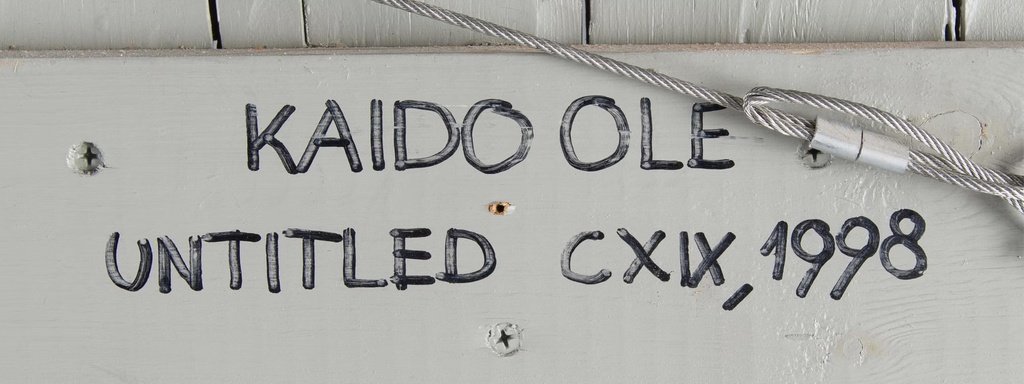 KAIDO OLE
UNTITLED CXIX, 1998